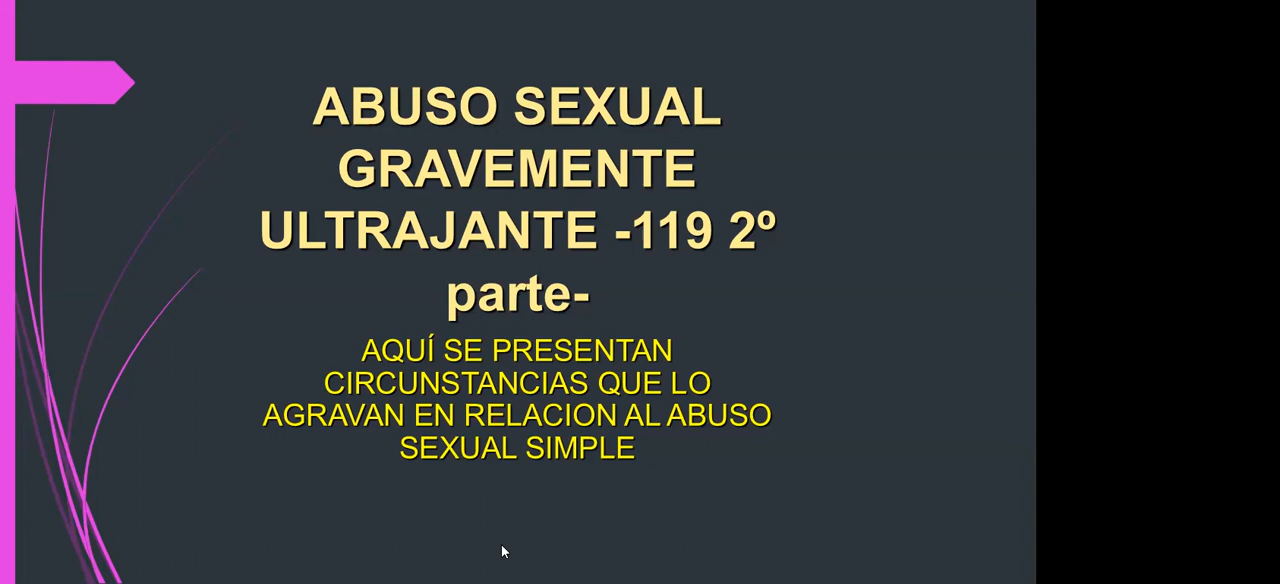 ABUSO SEXUAL
GRAVEMENTE
ULTRAJANTE -119 2º
parte-
AQUÍ SE PRESENTAN
CIRCUNSTANCIAS QUE LO
AGRAVAN EN RELACION AL ABUSO
SEXUAL SIMPLE